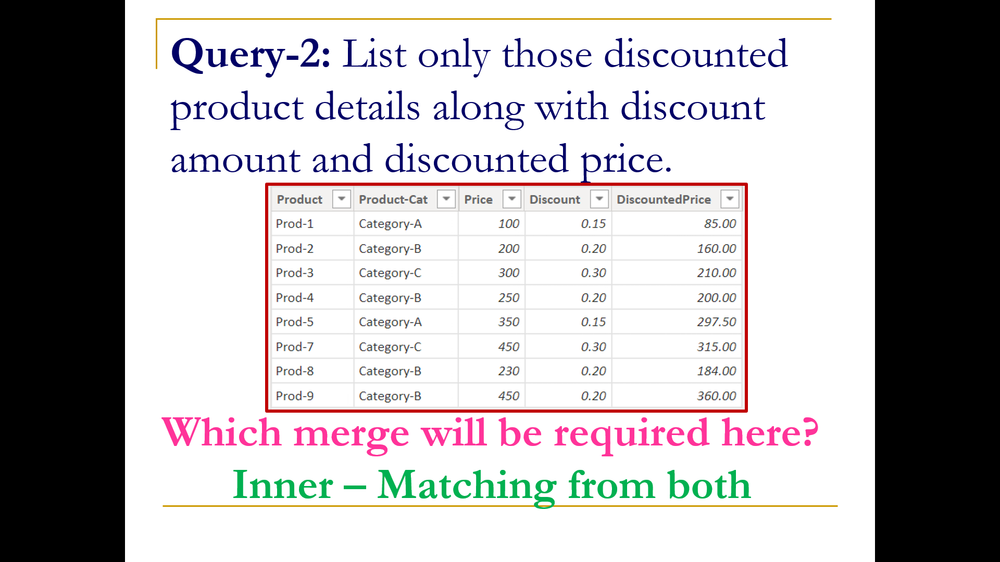 Query-2: List only those discounted
product details along with discount
amount and discounted price.
Product Product-Cat Price Discount DiscountedPrice
Prod-1 Category-A 100 0.15 85.00
Prod-2 Category-B 200 0.20 160.00
Prod-3 Category-C 300 0.30 210.00
Prod-4 Category-B 250 0.20 200.00
Prod-5 Category-A 350 0.15 297.50
Prod-7 Category-C 450 0.30 315.00
Prod-8 Category-B 230 0.20 184.00
Prod-9 Category-B 450 0.20 360.00
Which merge will be required here?
Inner – Matching from both